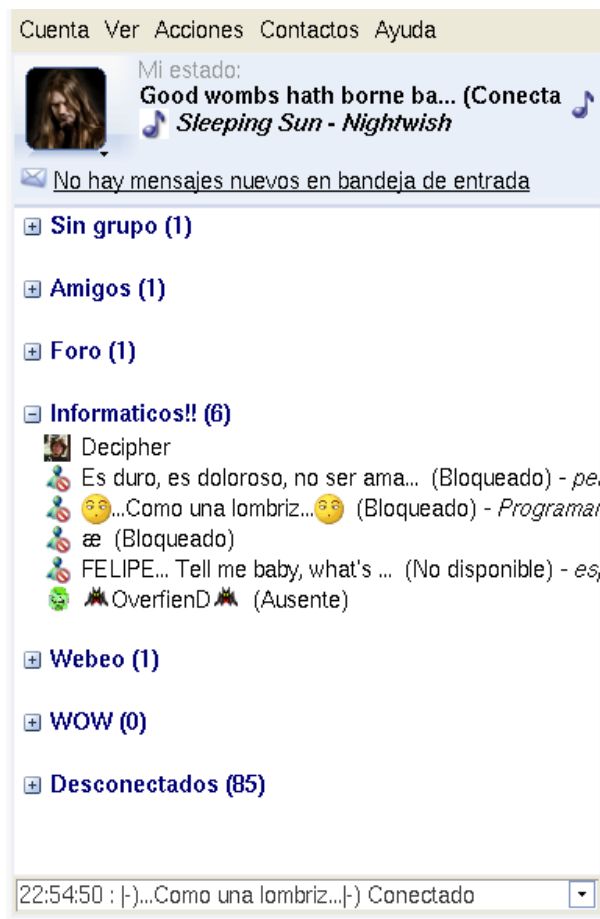 Cuenta Ver Acciones Contactos Ayuda
Mi estado:
Good wombs hath borne ba... (Conecta
Sleeping Sun - Nightwish
No hay mensajes nuevos en bandeja de entrada
Sin grupo (1)
Amigos (1)
Foro (1)
Informaticos!! (6)
Decipher
Es duro, es doloroso, no ser ama... (Bloqueado) - pe
...Como una lombriz... (Bloqueado) - Programar
æ (Bloqueado)
FELIPE... Tell me baby, what's ... (No disponible) - esp
OverfienD (Ausente)
Webeo (1)
WOW (0)
Desconectados (85)
22:54:50 : |-)...Como una lombriz...|-) Conectado